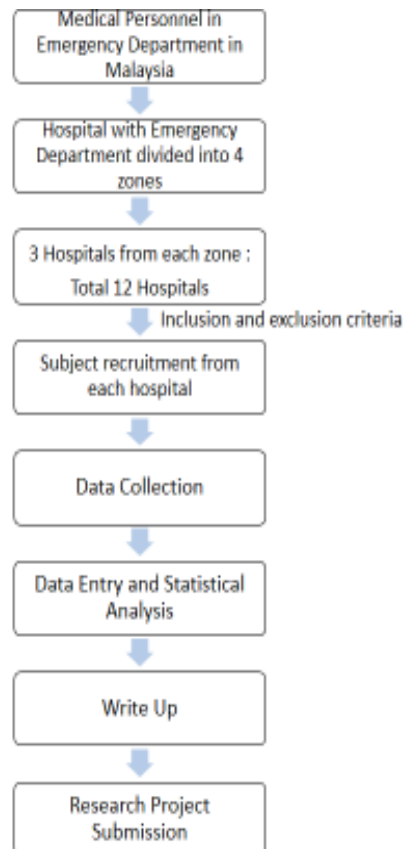 Medical Personnel in
Emergency Department in
Malaysia
Hospital with Emergency
Department divided into 4
zones
3 Hospitals from each zone :
Total 12 Hospitals
Inclusion and exclusion criteria
Subject recruitment from
each hospital
Data Collection
Data Entry and Statistical
Analysis
Write Up
Research Project
Submission